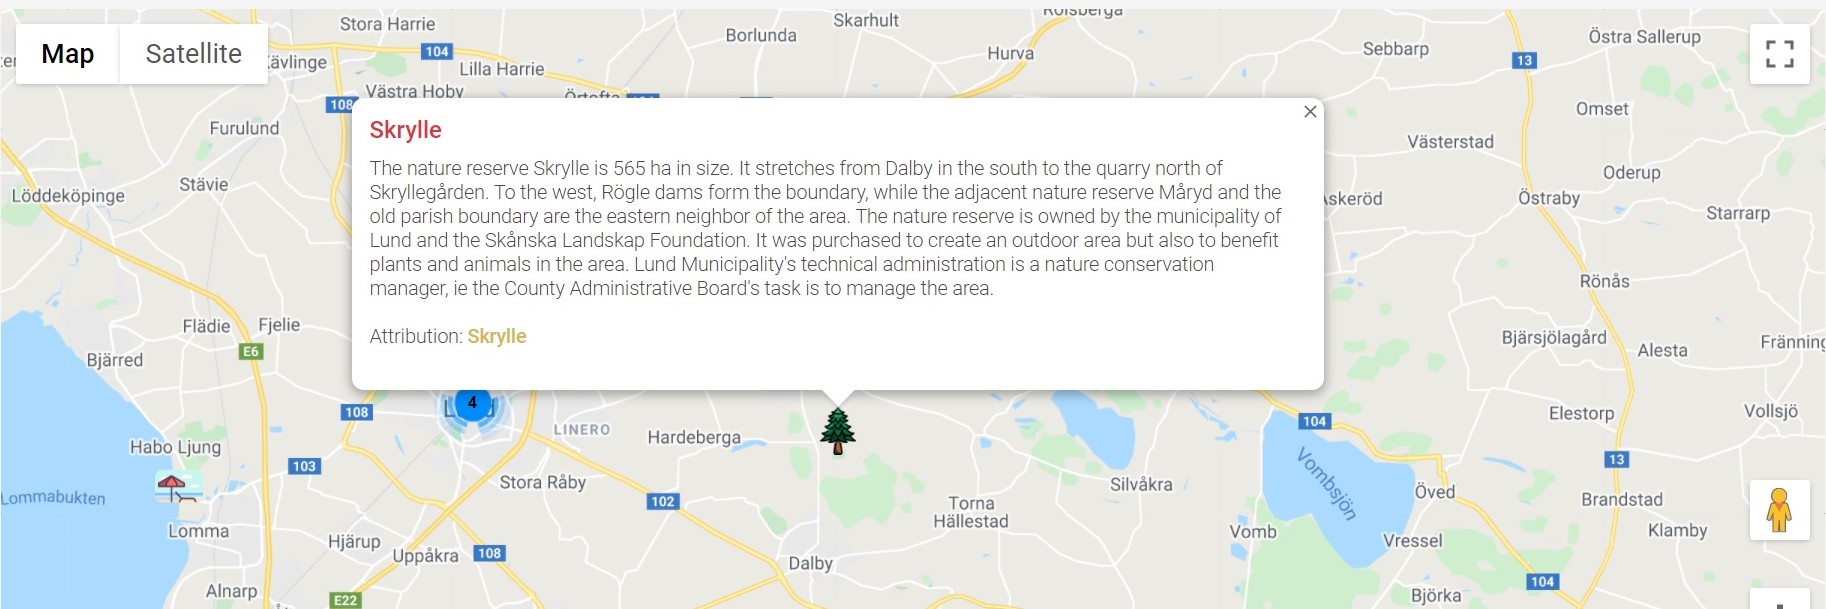 Stora Harrie
Skarhult
Rolsberga
Borlunda
Östra Sallerup
Map
Satellite
104
Hurva
Sebbarp
13
Kävlinge
Lilla Harrie
Västra Hoby
Örtofta
108
Omset
Furulund
Västerstad
Skrylle
The nature reserve Skrylle is 565 ha in size. It stretches from Dalby in the south to the quarry north of
Skryllegården. To the west, Rögle dams form the boundary, while the adjacent nature reserve Måryd and the
old parish boundary are the eastern neighbor of the area. The nature reserve is owned by the municipality of
Lund and the Skånska Landskap Foundation. It was purchased to create an outdoor area but also to benefit
plants and animals in the area. Lund Municipality's technical administration is a nature conservation
manager, ie the County Administrative Board's task is to manage the area.
Attribution: Skrylle
Stävie
Löddeköpinge
Oderup
Askeröd
Östraby
Starrarp
Rönås
Flädie
Fjelie
E6
Bjärred
Bjärsjölagård
Alesta
Fränning
4
108
LINERO
Hardeberga
104
Elestorp
Vollsjö
Habo Ljung
103
Stora Råby
102
Silvåkra
Vombsjön
13
Öved
Brandstad
Lommabukten
Torna
Hällestad
Lomma
Hjärup
Uppåkra
108
Dalby
Vomb
Vressel
Klamby
Alnarp
E22
104
Björka